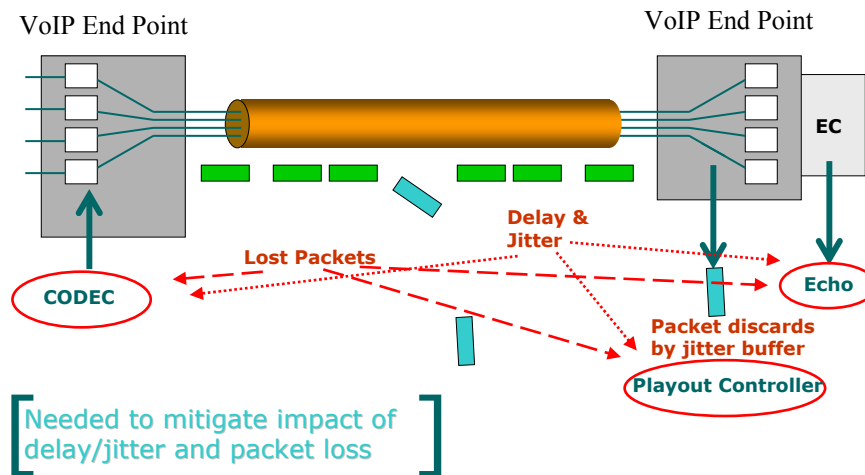 VoIP End Point
VoIP End Point
EC
Delay &
Jitter
Lost Packets
CODEC
Echo
Packet discards
by jitter buffer
Playout Controller
Needed to mitigate impact of
delay/jitter and packet loss